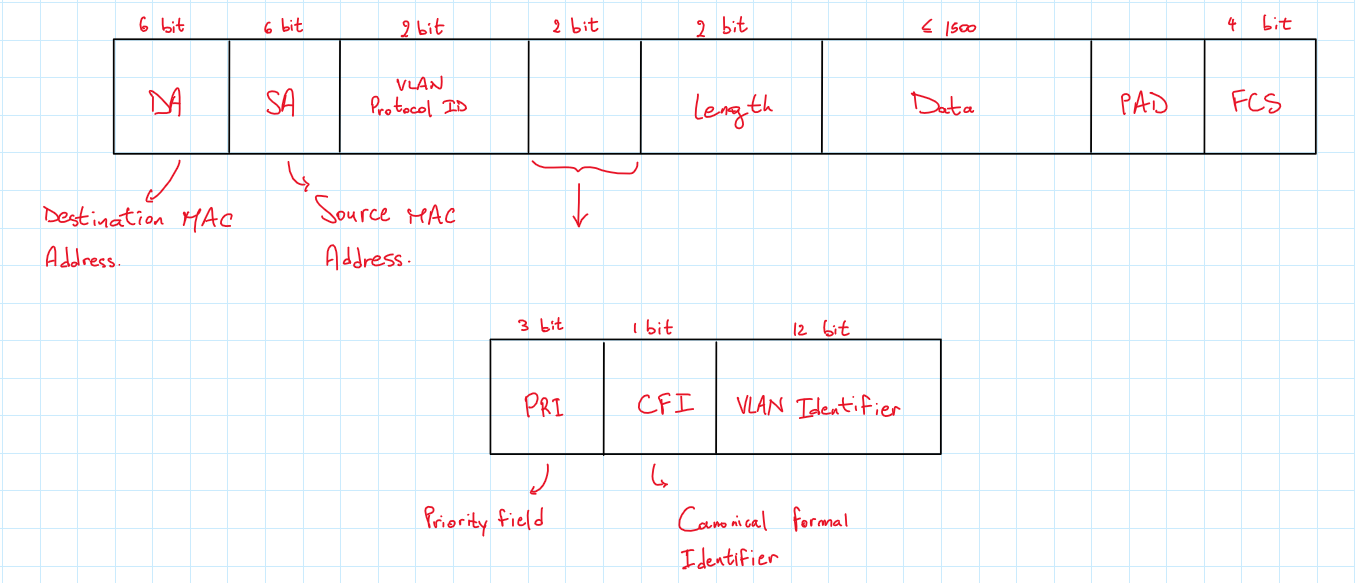 6 bit 6 bit 2 bit 2 bit 2 bit ≤ 1500 4 bit
DA SA VLAN Protocol ID Length Data PAD FCS
Destination MAC
Address.
Source MAC
Address.
3 bit 1 bit 12 bit
PRI CFI VLAN Identifier
Priority field
Canonical formal
Identifier